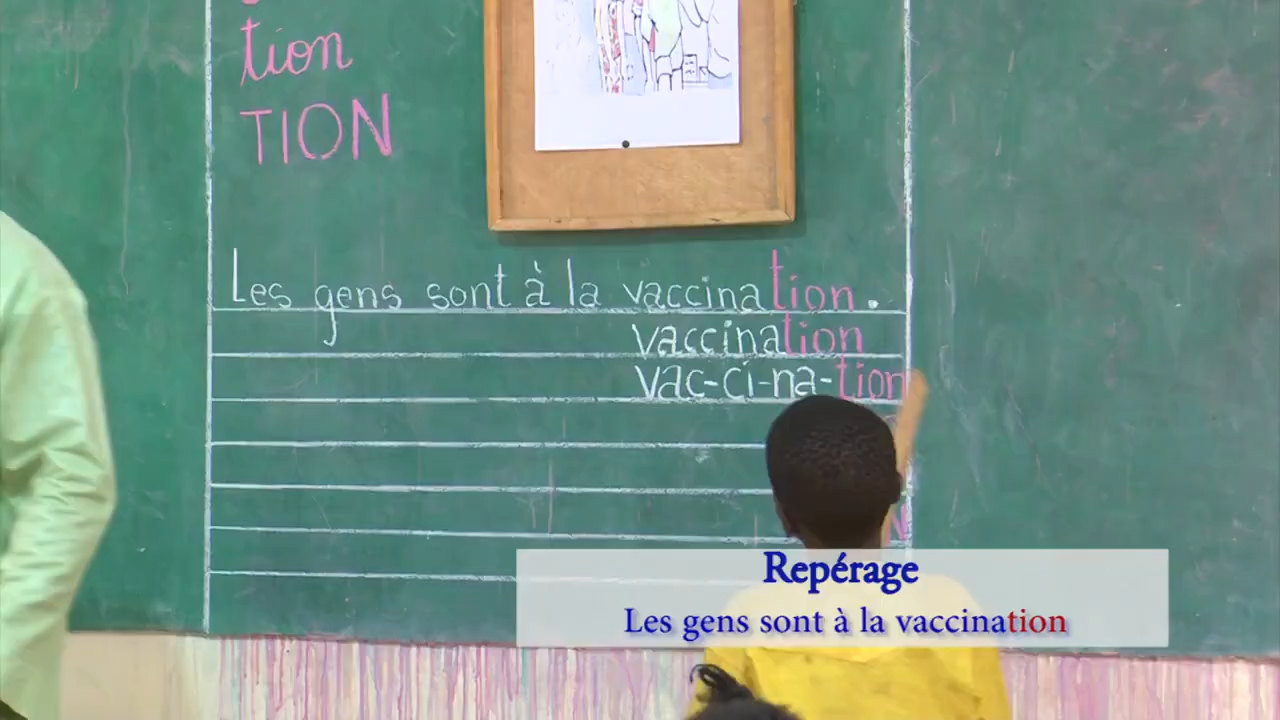 tion
TION
Les gens sont à la vaccination.
vaccination
vac-ci-na-tion
Repérage
Les gens sont à la vaccination